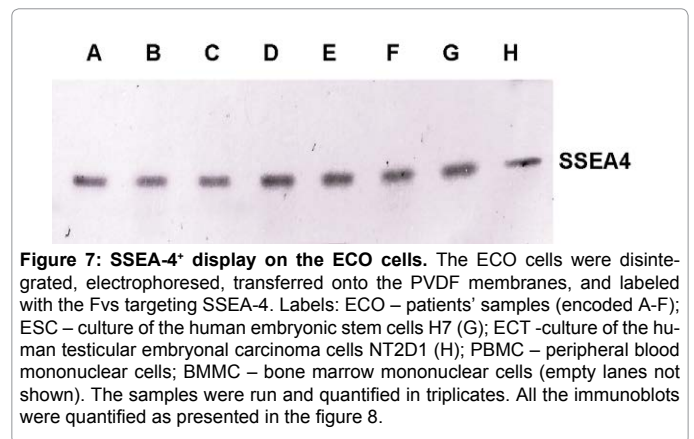 A B C D E F G H
SSEA4
Figure 7: SSEA-4⁺ display on the ECO cells. The ECO cells were disinte-
grated, electrophoresed, transferred onto the PVDF membranes, and labeled
with the Fvs targeting SSEA-4. Labels: ECO – patients' samples (encoded A-F);
ESC – culture of the human embryonic stem cells H7 (G); ECT -culture of the hu-
man testicular embryonal carcinoma cells NT2D1 (H); PBMC – peripheral blood
mononuclear cells; BMMC – bone marrow mononuclear cells (empty lanes not
shown). The samples were run and quantified in triplicates. All the immunoblots
were quantified as presented in the figure 8.